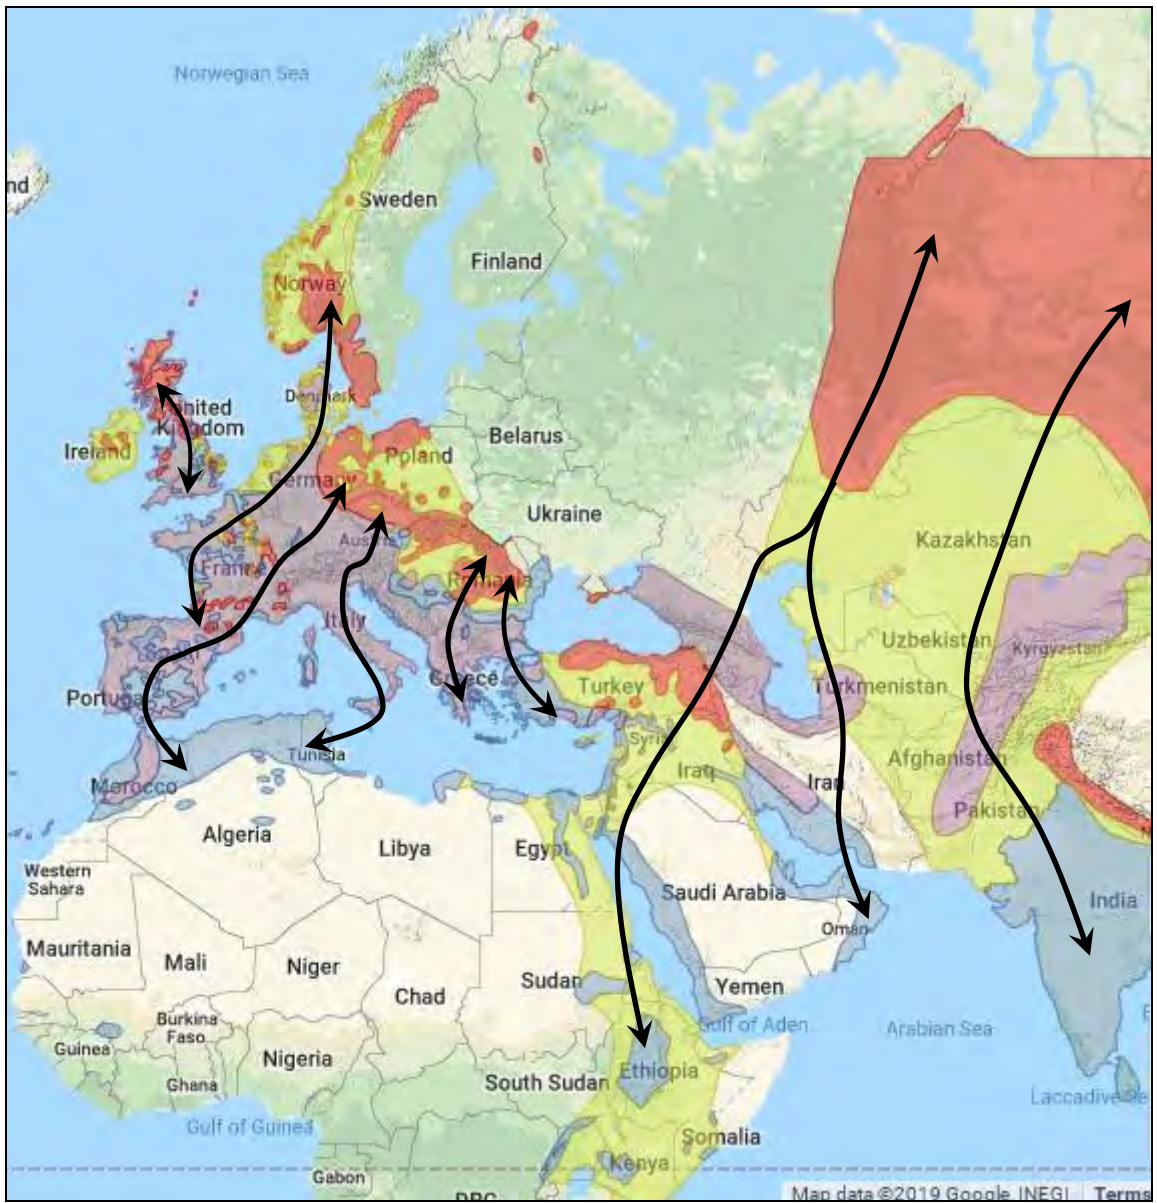 Norwegian Sea
nd
Sweden
Finland
Norway
Denmark
United
Kingdom
Ireland
Belarus
Poland
Germany
Ukraine
Austria
Kazakhstan
France
Romania
Italy
Uzbekistan
Kyrgyzstan
Greece
Portuga
Turkey
Turkmenistan
Syria
Tunisia
Afghanistan
Iraq
Iran
Morocco
Pakistan
Algeria
Libya
Egypt
Western
Sahara
Saudi Arabia
India
Oman
Mauritania
Mali
Niger
Sudan
Chad
Yemen
Burkina
Faso
Gulf of Aden
Arabian Sea
Guinea
Nigeria
Ethiopia
Ghana
South Sudan
Laccadive Se
Gulf of Guinea
Somalia
Kenya
Gabon
DRC
Map data ©2019 Google, INEGI
Terms